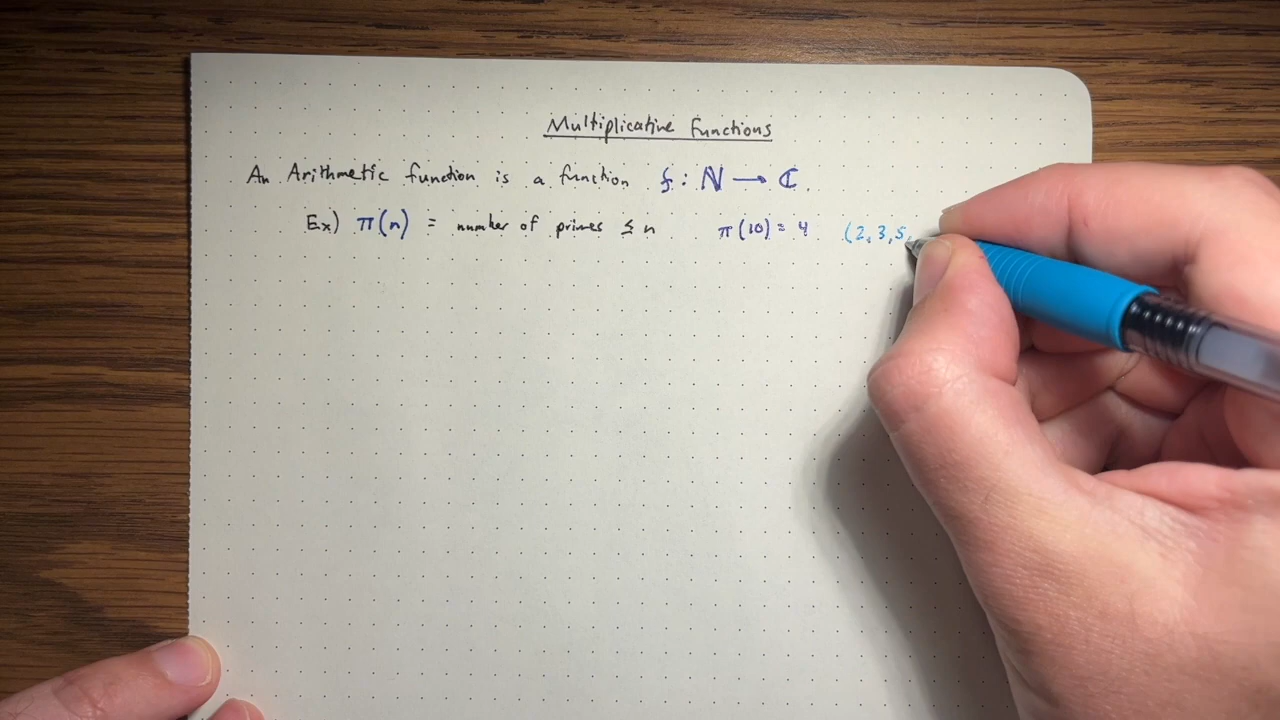 Multiplicative Functions
An Arithmetic function is a function f : ℕ → ℂ
Ex) π(n) = number of primes ≤ n π(10) = 4 (2,3,5,